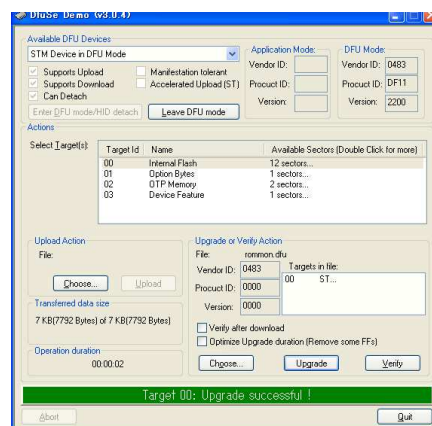 DfuSe Demo (v3.0.4)
Available DFU Devices
STM Device in DFU Mode
Supports Upload
Manifestation tolerant
Supports Download
Accelerated Upload (ST)
Can Detach
Enter DFU mode/HID detach
Leave DFU mode
Application Mode:
Vendor ID:
Procuct ID:
Version:
DFU Mode:
Vendor ID: 0483
Procuct ID: DF11
Version: 2200
Actions
Select Target(s):
Target Id Name Available Sectors (Double Click for more)
00 Internal Flash 12 sectors...
01 Option Bytes 1 sectors...
02 OTP Memory 2 sectors...
03 Device Feature 1 sectors...
Upload Action
File:
Choose... Upload
Transferred data size
7 KB(7792 Bytes) of 7 KB(7792 Bytes)
Operation duration
00:00:02
Upgrade or Verify Action
File: rommon.dfu
Vendor ID: 0483
Procuct ID: 0000
Version: 0000
Targets in file:
00 ST...
Verify after download
Optimize Upgrade duration (Remove some FFs)
Choose... Upgrade Verify
Target 00: Upgrade successful !
Abort Quit